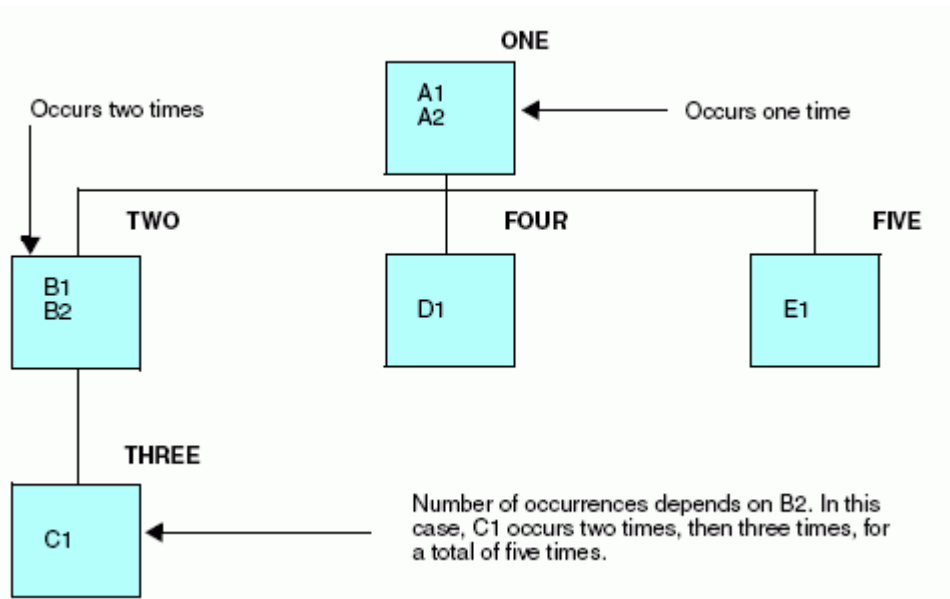 ONE
A1
A2
Occurs two times
Occurs one time
TWO
FOUR
FIVE
B1
B2
D1
E1
THREE
C1
Number of occurrences depends on B2. In this
case, C1 occurs two times, then three times, for
a total of five times.